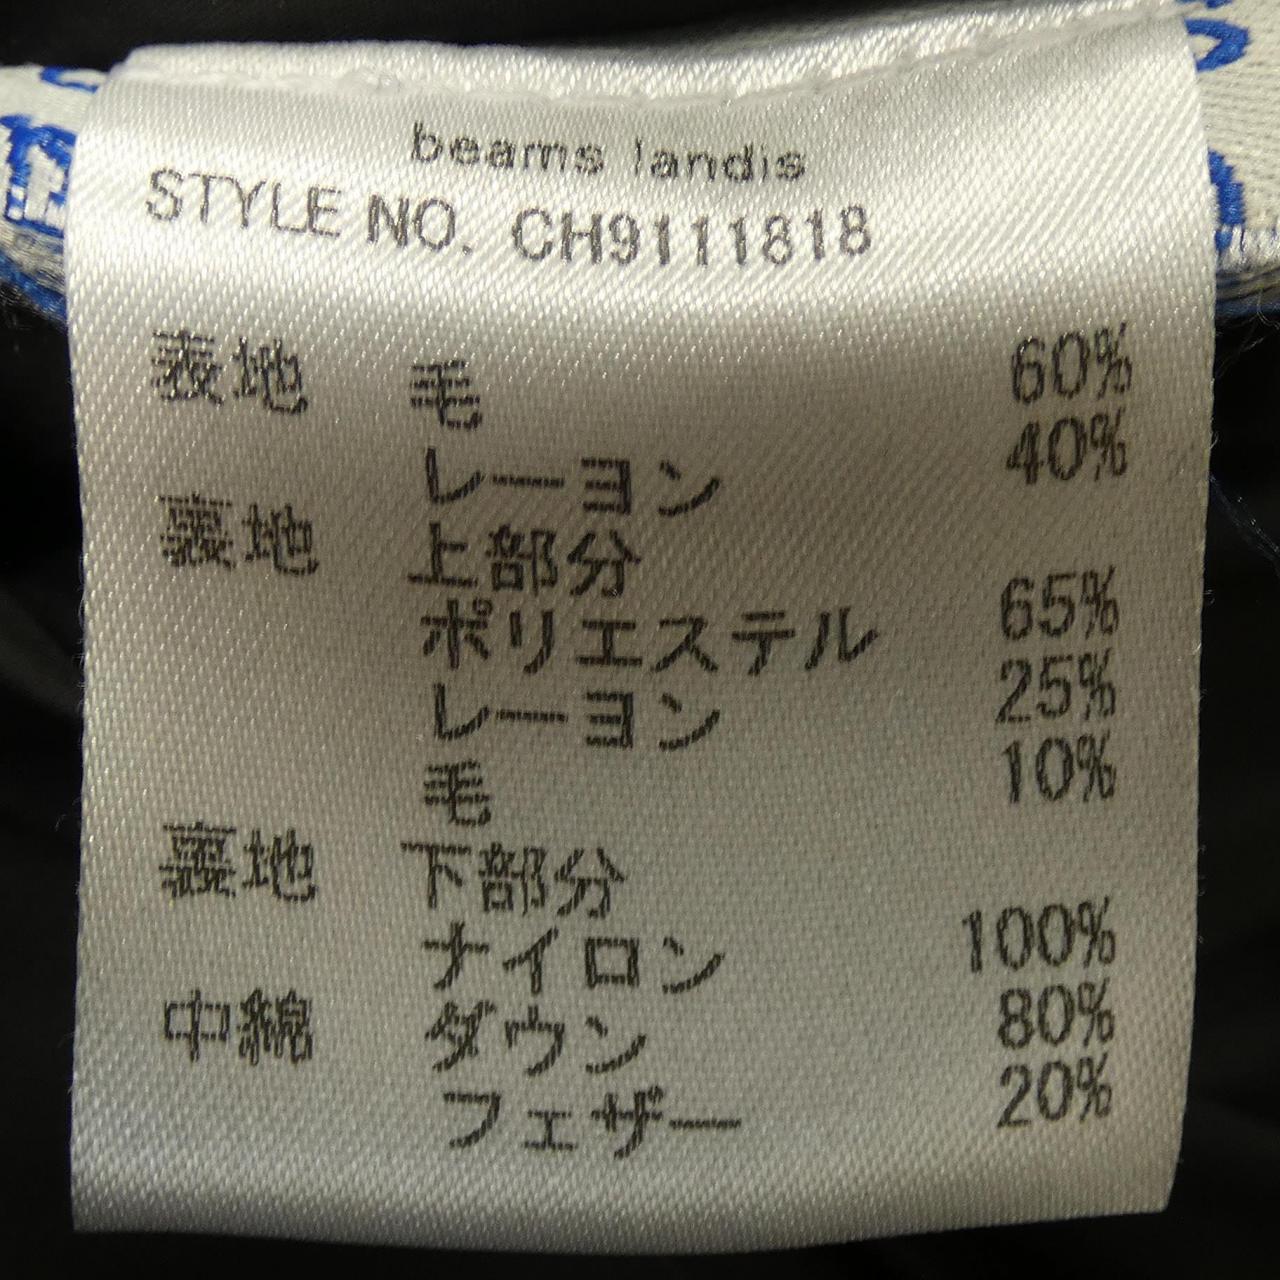 beams landis
STYLE NO. CH9111818
表地 毛 60%
レーヨン 40%
裏地 上部分
ポリエステル 65%
レーヨン 25%
毛 10%
裏地 下部分
ナイロン 100%
中綿 ダウン 80%
フェザー 20%